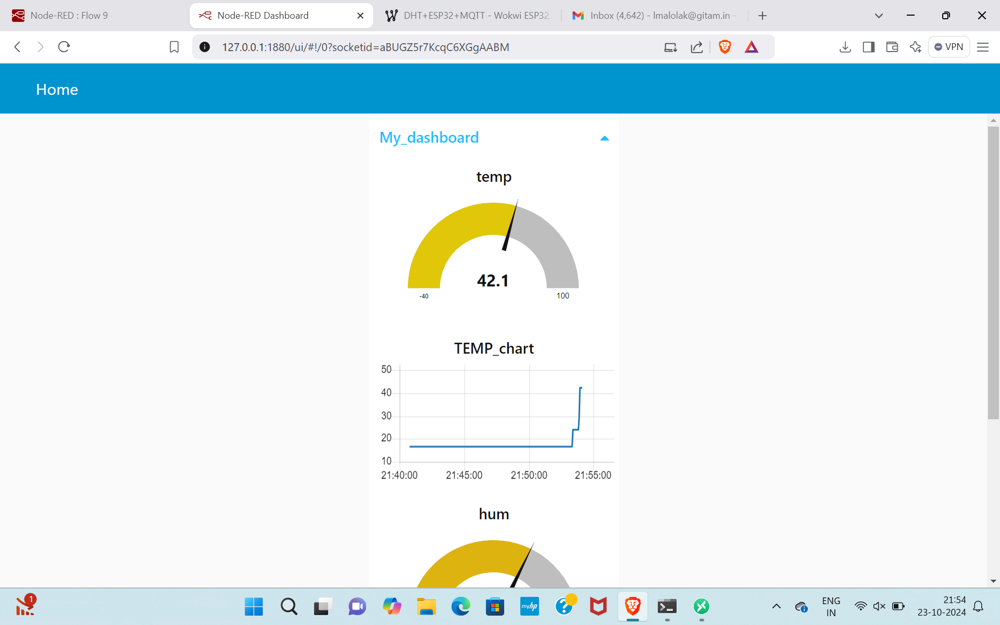 Node-RED : Flow 9
Node-RED Dashboard
DHT+ESP32+MQTT - Wokwi ESP32,
Inbox (4,642) - lmalolak@gitam.in -
127.0.0.1:1880/ui/#!/0?socketid=aBUGZ5r7KcqC6XGgAABM
VPN
Home
My_dashboard
temp
42.1
-40
100
TEMP_chart
50
40
30
20
10
21:40:00 21:45:00 21:50:00 21:55:00
hum
1
myhp
ENG
IN
21:54
23-10-2024